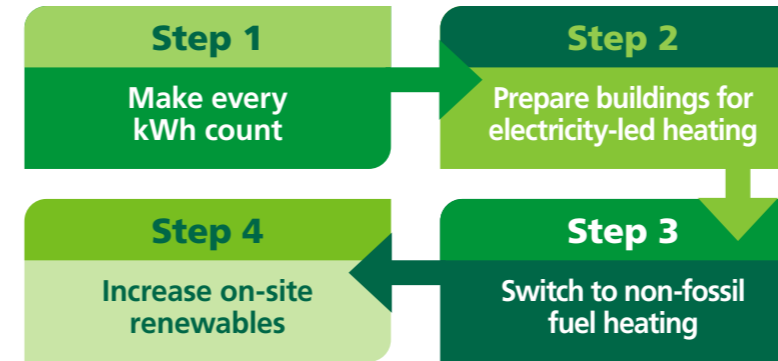 Step 1
Make every
kWh count
Step 2
Prepare buildings for
electricity-led heating
Step 3
Switch to non-fossil
fuel heating
Step 4
Increase on-site
renewables